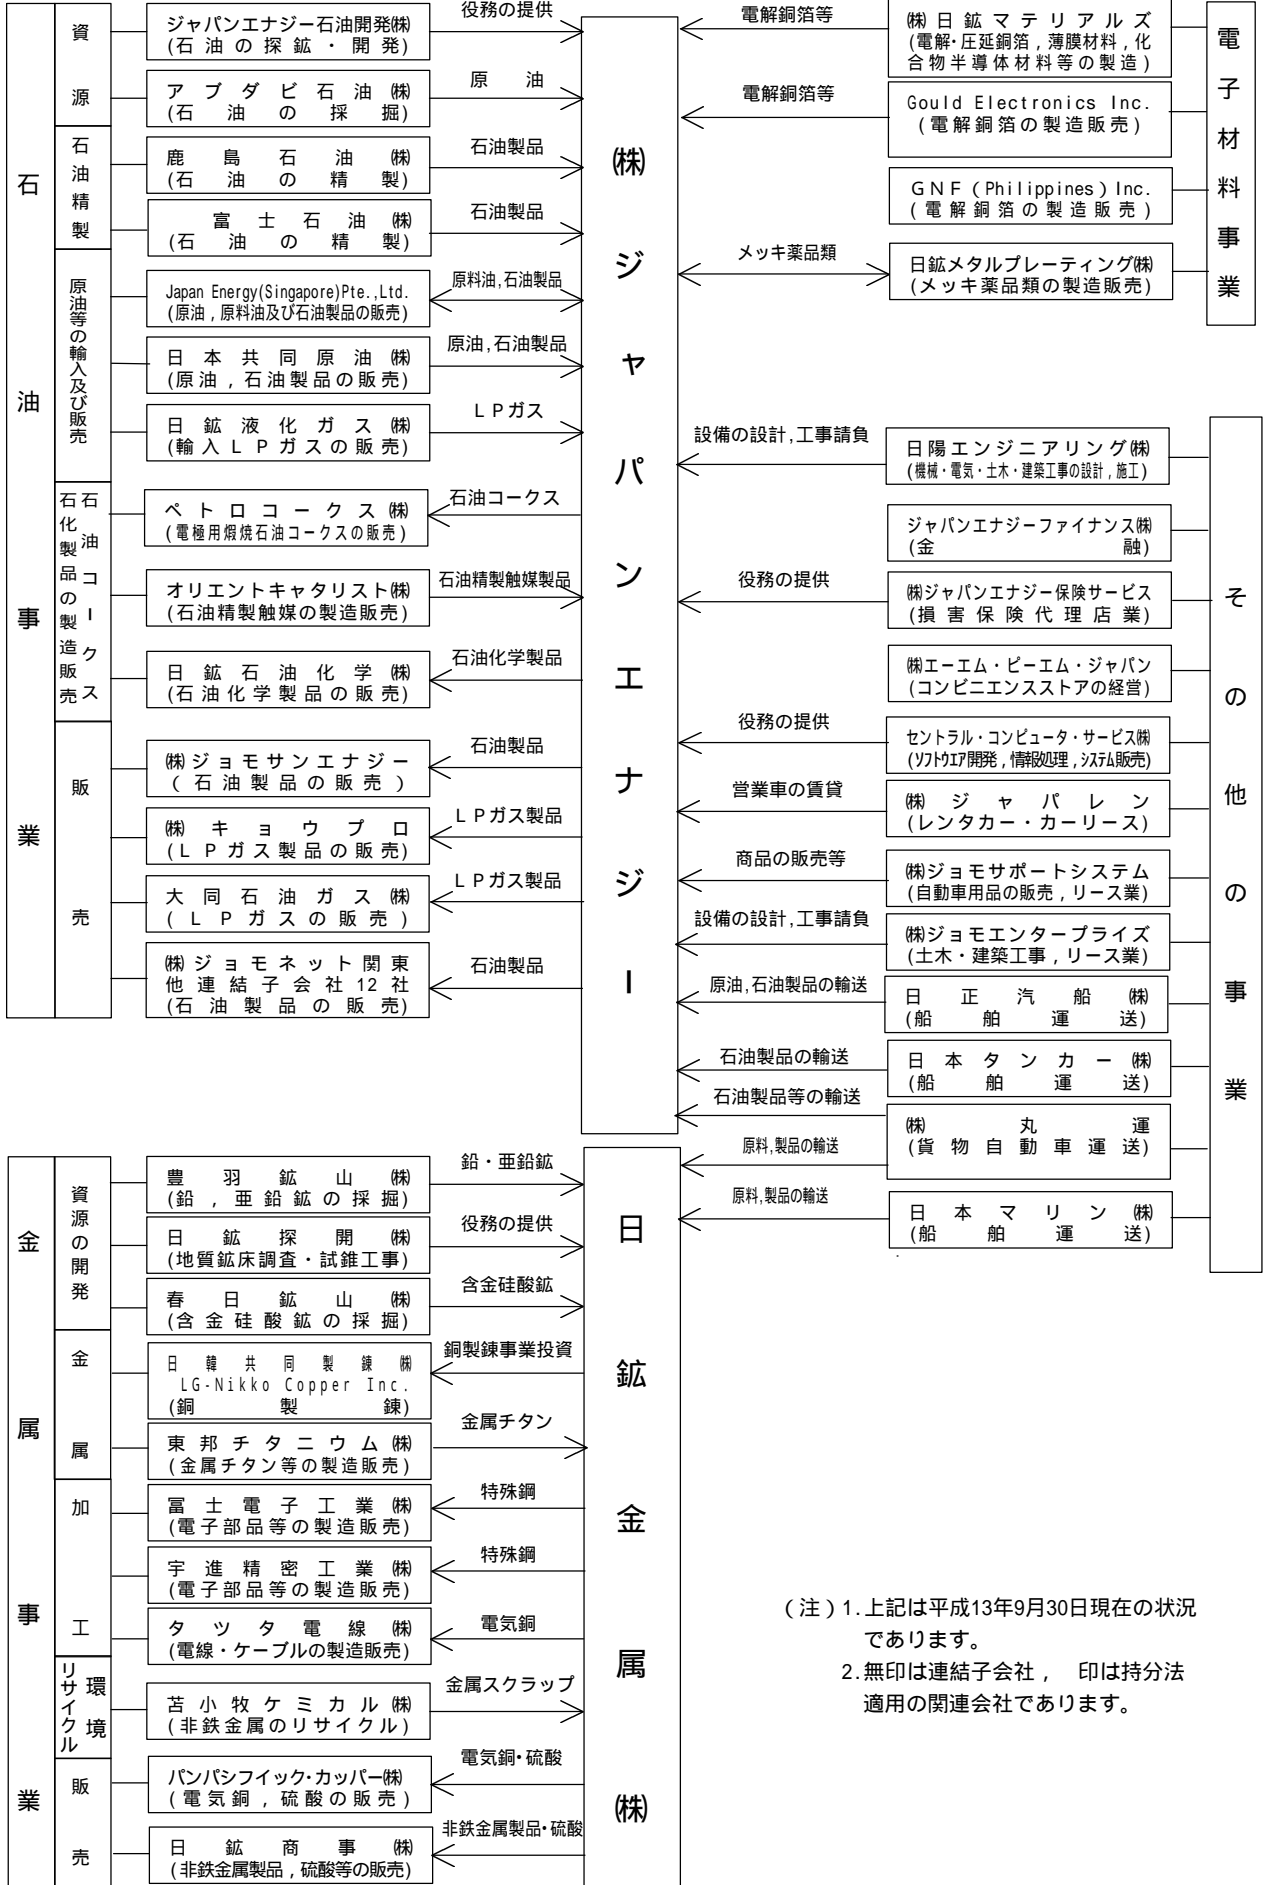 石油事業
資源
役務の提供
ジャパンエナジー石油開発㈱
(石油の探鉱・開発)
原油
アブダビ石油㈱
(石油の採掘)
石油精製
石油製品
鹿島石油㈱
(石油の精製)
石油製品
富士石油㈱
(石油の精製)
原油等の輸入及び販売
原料油,石油製品
Japan Energy(Singapore)Pte.,Ltd.
(原油,原料油及び石油製品の販売)
原油,石油製品
日本共同原油㈱
(原油,石油製品の販売)
LPガス
日鉱液化ガス㈱
(輸入LPガスの販売)
石油コークス
石化製品の製造販売
石油コークス
ペトロコークス㈱
(電極用煆焼石油コークスの販売)
石油精製触媒製品
オリエントキャタリスト㈱
(石油精製触媒の製造販売)
石油化学製品
日鉱石油化学㈱
(石油化学製品の販売)
販売
石油製品
㈱ジョモサンエナジー
(石油製品の販売)
LPガス製品
㈱キョウプロ
(LPガス製品の販売)
LPガス製品
大同石油ガス㈱
(LPガスの販売)
石油製品
㈱ジョモネット関東
他連結子会社12社
(石油製品の販売)
㈱ジャパンエナジー
電子材料事業
電解銅箔等
㈱日鉱マテリアルズ
(電解・圧延銅箔,薄膜材料,化
合物半導体材料等の製造)
電解銅箔等
Gould Electronics Inc.
(電解銅箔の製造販売)
GNF(Philippines)Inc.
(電解銅箔の製造販売)
メッキ薬品類
日鉱メタルプレーティング㈱
(メッキ薬品類の製造販売)
その他の事業
設備の設計,工事請負
日陽エンジニアリング㈱
(機械・電気・土木・建築工事の設計,施工)
ジャパンエナジーファイナンス㈱
(金融)
役務の提供
㈱ジャパンエナジー保険サービス
(損害保険代理店業)
㈱エーエム・ピーエム・ジャパン
(コンビニエンスストアの経営)
役務の提供
セントラル・コンピュータ・サービス㈱
(ソフトウエア開発,情報処理,システム販売)
営業車の賃貸
㈱ジャパレン
(レンタカー・カーリース)
商品の販売等
㈱ジョモサポートシステム
(自動車用品の販売,リース業)
設備の設計,工事請負
㈱ジョモエンタープライズ
(土木・建築工事,リース業)
原油,石油製品の輸送
日正汽船㈱
(船舶運送)
石油製品の輸送
日本タンカー㈱
(船舶運送)
石油製品等の輸送
㈱丸運
(貨物自動車運送)
原料,製品の輸送
原料,製品の輸送
日本マリン㈱
(船舶運送)
金属事業
資源の開発
鉛・亜鉛鉱
豊羽鉱山㈱
(鉛,亜鉛鉱の採掘)
役務の提供
日鉱探開㈱
(地質鉱床調査・試錐工事)
含金硅酸鉱
春日鉱山㈱
(含金硅酸鉱の採掘)
金属
銅製錬事業投資
日韓共同製錬㈱
LG-Nikko Copper Inc.
(銅製錬)
金属チタン
東邦チタニウム㈱
(金属チタン等の製造販売)
加工
特殊鋼
富士電子工業㈱
(電子部品等の製造販売)
特殊鋼
宇進精密工業㈱
(電子部品等の製造販売)
電気銅
タツタ電線㈱
(電線・ケーブルの製造販売)
環境
リサイクル
金属スクラップ
苫小牧ケミカル㈱
(非鉄金属のリサイクル)
販売
電気銅・硫酸
パンパシフイック・カッパー㈱
(電気銅,硫酸の販売)
非鉄金属製品・硫酸
日鉱商事㈱
(非鉄金属製品,硫酸等の販売)
日鉱金属㈱
(注)1.上記は平成13年9月30日現在の状況
であります。
2.無印は連結子会社, 印は持分法
適用の関連会社であります。